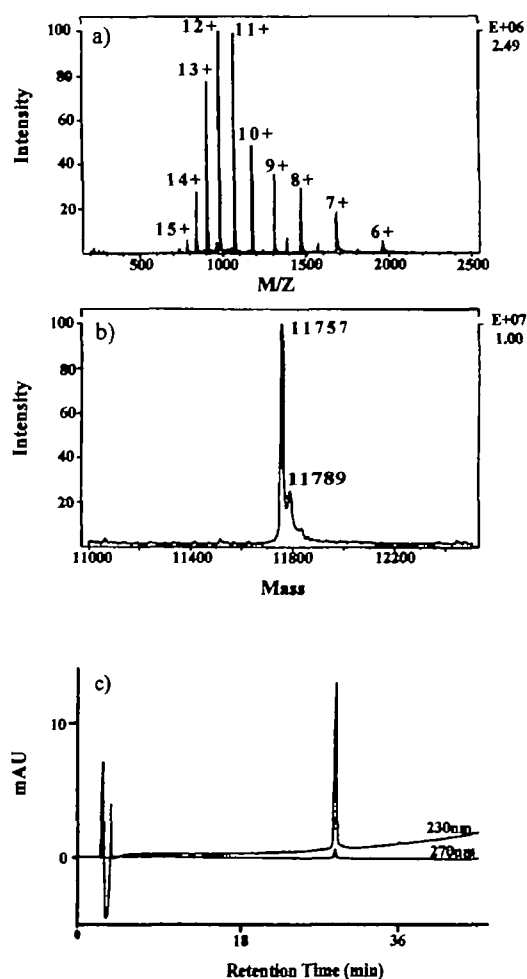 a)
Intensity
100
80
60
40
20
15+
14+
13+
12+
11+
10+
9+
8+
7+
6+
E+06
2.49
500
1000
1500
2000
2500
M/Z
b)
Intensity
100
80
60
40
20
11757
11789
E+07
1.00
11000
11400
11800
12200
Mass
c)
mAU
10
0
230nm
270nm
0
18
36
Retention Time (min)